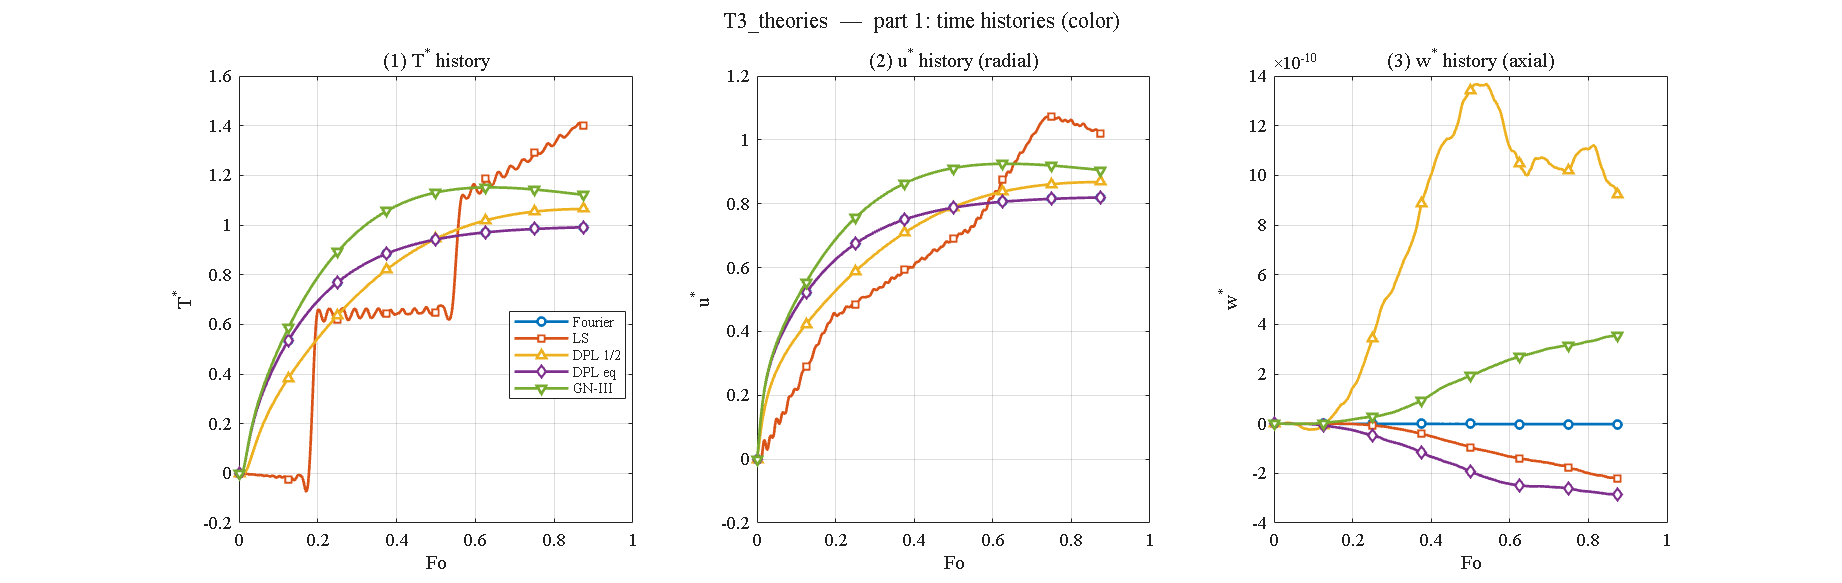 T3_theories — part 1: time histories (color)
(1) T* history
1.6
1.4
1.2
1
0.8
0.6
0.4
0.2
0
-0.2
T*
0 0.2 0.4 0.6 0.8 1
Fo
Fourier
LS
DPL 1/2
DPL eq
GN-III
(2) u* history (radial)
1.2
1
0.8
0.6
0.4
0.2
0
-0.2
u*
0 0.2 0.4 0.6 0.8 1
Fo
×10-10
(3) w* history (axial)
14
12
10
8
6
4
2
0
-2
-4
w*
0 0.2 0.4 0.6 0.8 1
Fo